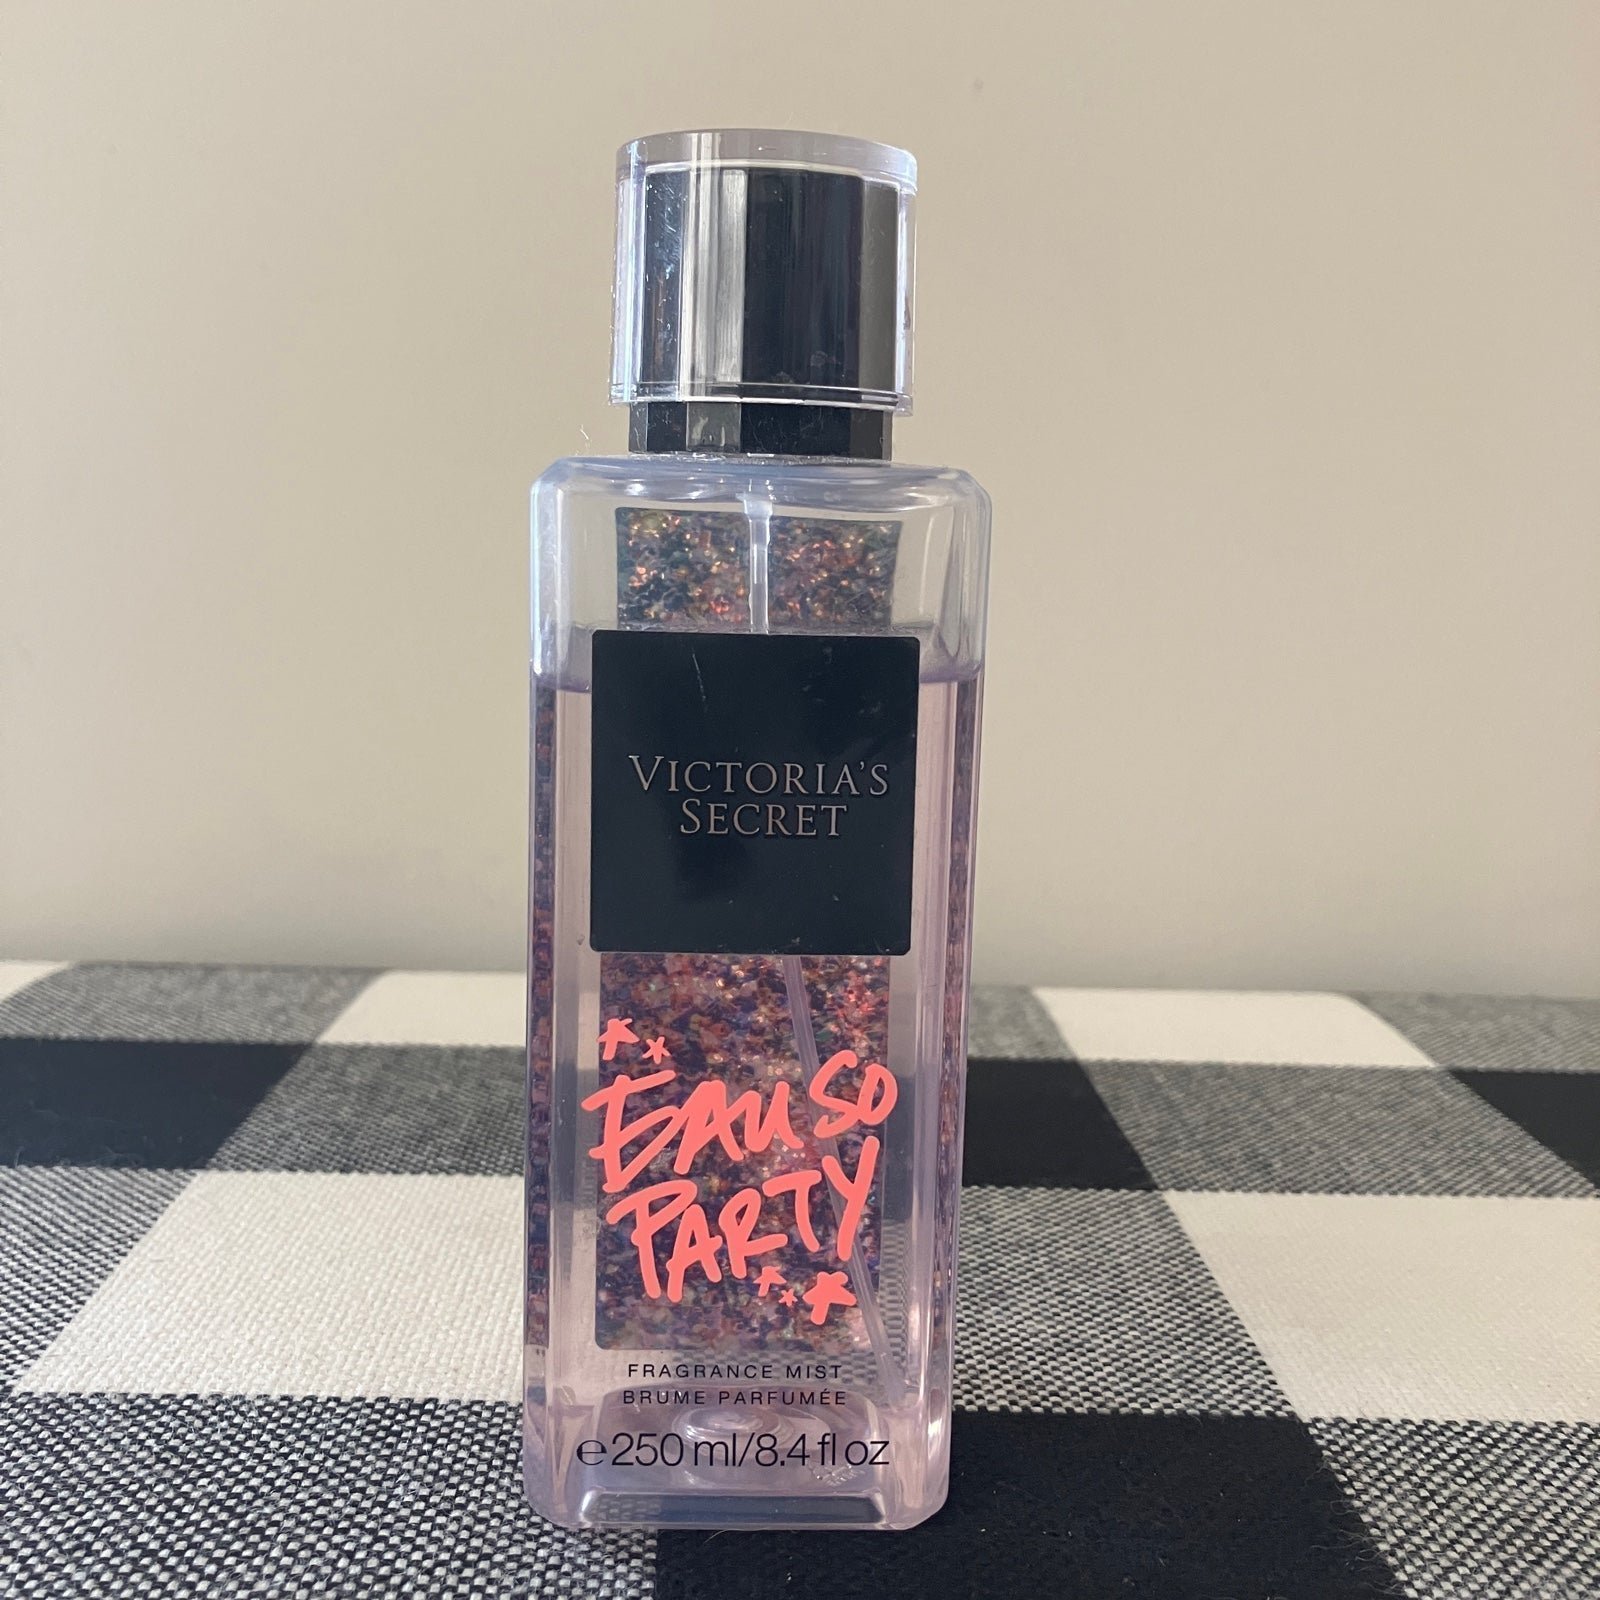 VICTORIA'S
SECRET
EAU SO
PARTY
FRAGRANCE MIST
BRUME PARFUMÉE
℮250 ml/8.4 fl oz